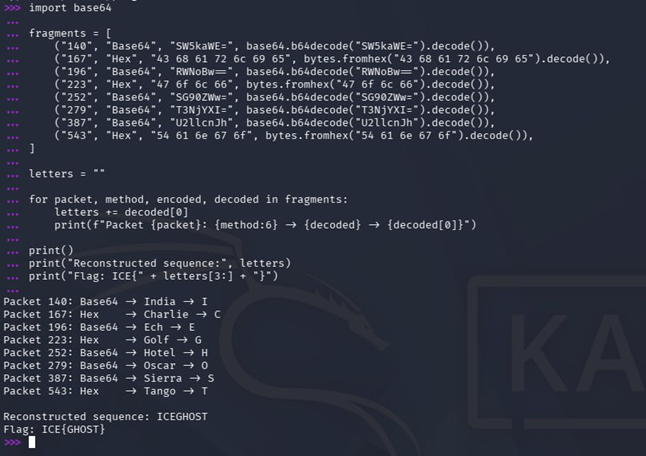 >>> import base64
...
... fragments = [
...     ("140", "Base64", "SW5kaWE=", base64.b64decode("SW5kaWE=").decode()),
...     ("167", "Hex", "43 68 61 72 6c 69 65", bytes.fromhex("43 68 61 72 6c 69 65").decode()),
...     ("196", "Base64", "RWNoBw==", base64.b64decode("RWNoBw==").decode()),
...     ("223", "Hex", "47 6f 6c 66", bytes.fromhex("47 6f 6c 66").decode()),
...     ("252", "Base64", "SG90ZWw=", base64.b64decode("SG90ZWw=").decode()),
...     ("279", "Base64", "T3NjYXI=", base64.b64decode("T3NjYXI=").decode()),
...     ("387", "Base64", "U2llcnJh", base64.b64decode("U2llcnJh").decode()),
...     ("543", "Hex", "54 61 6e 67 6f", bytes.fromhex("54 61 6e 67 6f").decode()),
... ]
...
... letters = ""
...
... for packet, method, encoded, decoded in fragments:
...     letters += decoded[0]
...     print(f"Packet {packet}: {method:6} -> {decoded} -> {decoded[0]}")
...
... print()
... print("Reconstructed sequence:", letters)
... print("Flag: ICE{" + letters[3:] + "}")
...
Packet 140: Base64 -> India -> I
Packet 167: Hex    -> Charlie -> C
Packet 196: Base64 -> Ech -> E
Packet 223: Hex    -> Golf -> G
Packet 252: Base64 -> Hotel -> H
Packet 279: Base64 -> Oscar -> O
Packet 387: Base64 -> Sierra -> S
Packet 543: Hex    -> Tango -> T
Reconstructed sequence: ICEGHOST
Flag: ICE{GHOST}
>>>
KA